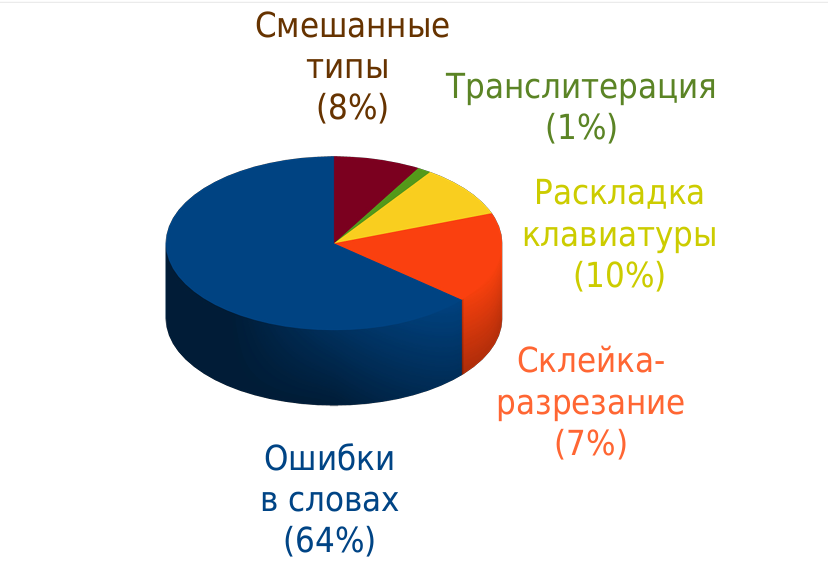 Смешанные
типы
(8%)
Транслитерация
(1%)
Раскладка
клавиатуры
(10%)
Склейка-
разрезание
(7%)
Ошибки
в словах
(64%)